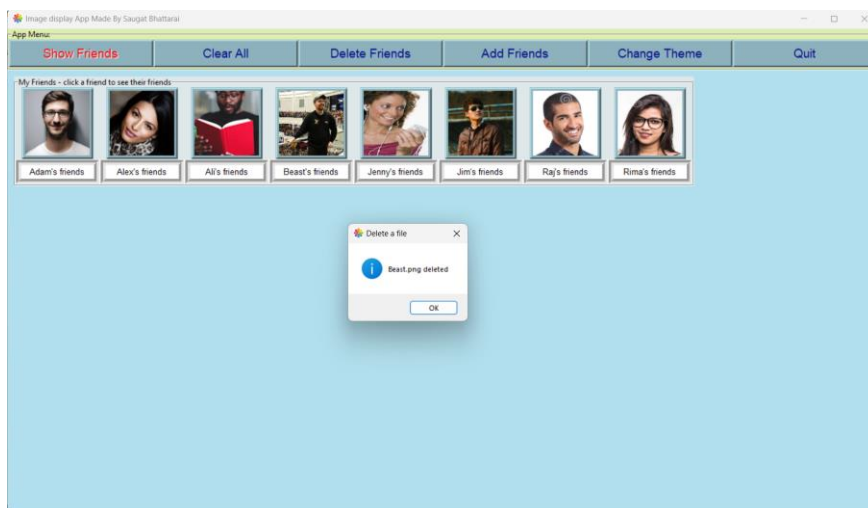 Image display App Made By Saugat Bhattarai
App Menu:
Show Friends Clear All Delete Friends Add Friends Change Theme Quit
My Friends - click a friend to see their friends
Adam's friends Alex's friends Ali's friends Beast's friends Jenny's friends Jim's friends Raj's friends Rima's friends
Delete a file
Beast.png deleted
OK